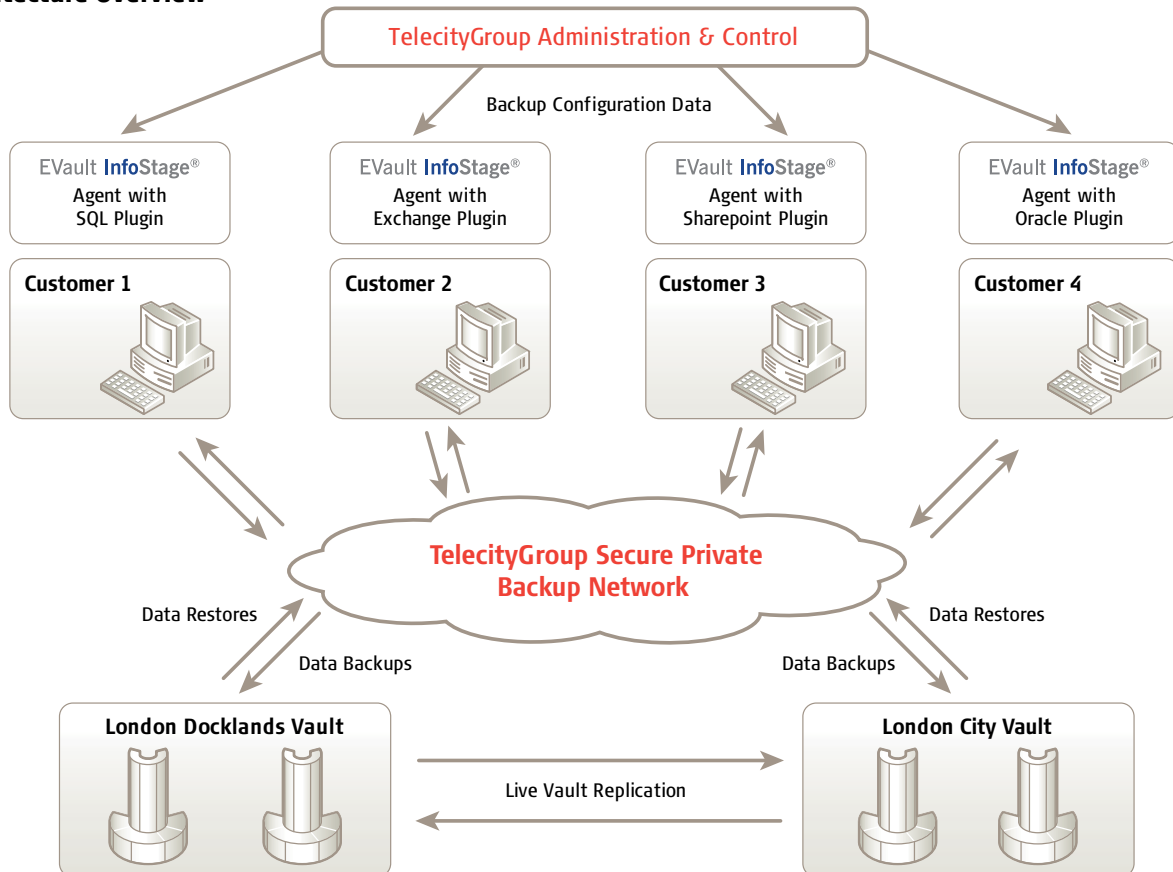 TelecityGroup Administration & Control
Backup Configuration Data
EVault InfoStage®
Agent with
SQL Plugin
EVault InfoStage®
Agent with
Exchange Plugin
EVault InfoStage®
Agent with
Sharepoint Plugin
EVault InfoStage®
Agent with
Oracle Plugin
Customer 1
Customer 2
Customer 3
Customer 4
TelecityGroup Secure Private
Backup Network
Data Restores
Data Backups
Data Restores
Data Backups
London Docklands Vault
London City Vault
Live Vault Replication